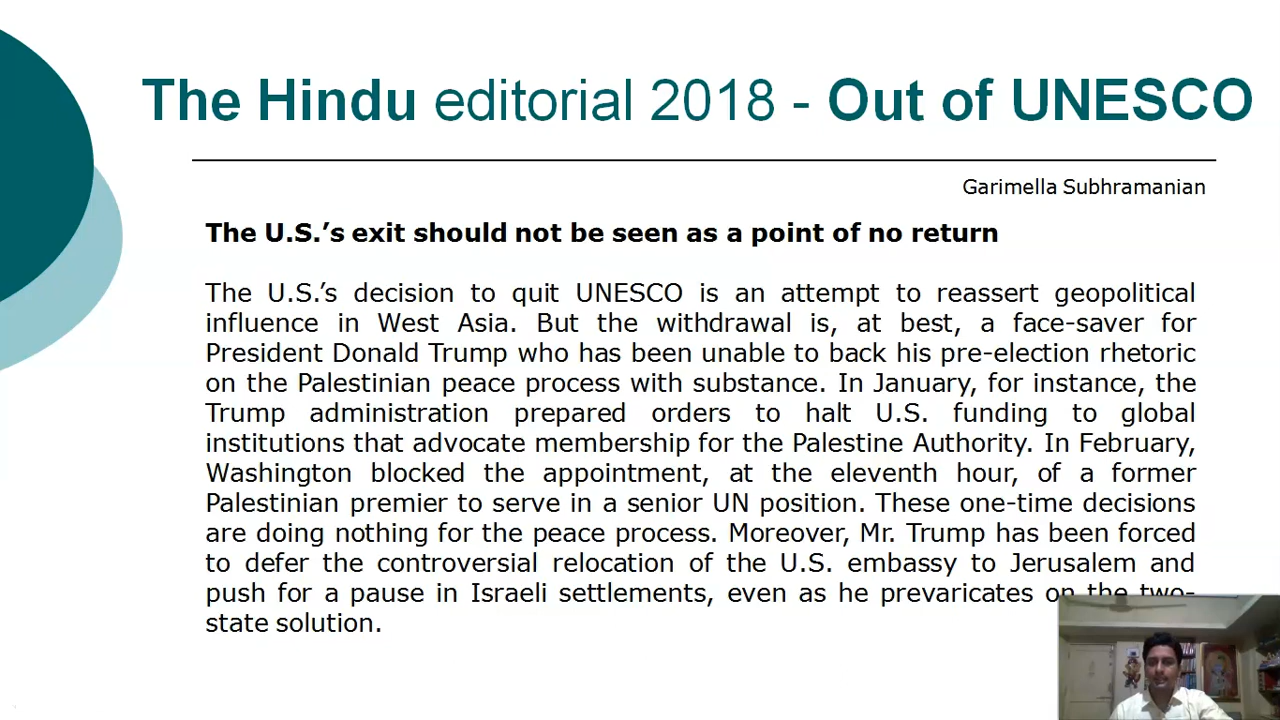 The Hindu editorial 2018 - Out of UNESCO
Garimella Subhramanian
The U.S.’s exit should not be seen as a point of no return
The U.S.’s decision to quit UNESCO is an attempt to reassert geopolitical
influence in West Asia. But the withdrawal is, at best, a face-saver for
President Donald Trump who has been unable to back his pre-election rhetoric
on the Palestinian peace process with substance. In January, for instance, the
Trump administration prepared orders to halt U.S. funding to global
institutions that advocate membership for the Palestine Authority. In February,
Washington blocked the appointment, at the eleventh hour, of a former
Palestinian premier to serve in a senior UN position. These one-time decisions
are doing nothing for the peace process. Moreover, Mr. Trump has been forced
to defer the controversial relocation of the U.S. embassy to Jerusalem and
push for a pause in Israeli settlements, even as he prevaricates on the two-
state solution.